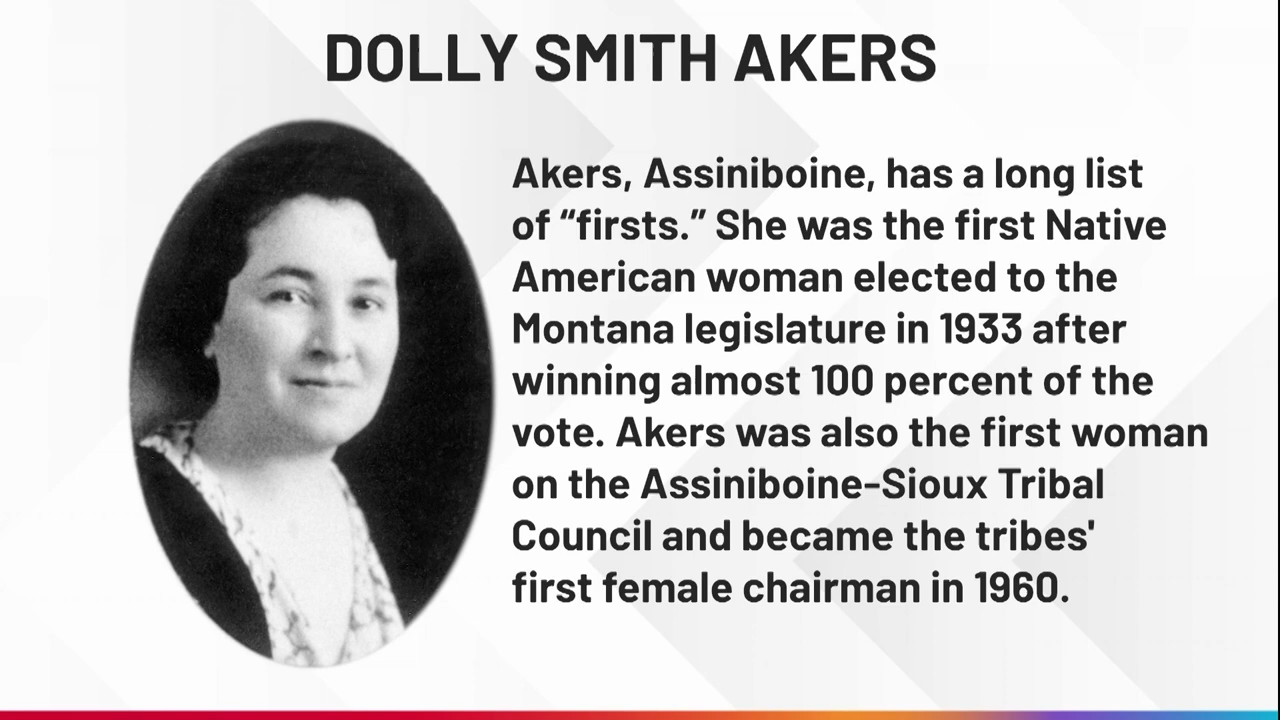 DOLLY SMITH AKERS
Akers, Assiniboine, has a long list
of “firsts.” She was the first Native
American woman elected to the
Montana legislature in 1933 after
winning almost 100 percent of the
vote. Akers was also the first woman
on the Assiniboine-Sioux Tribal
Council and became the tribes'
first female chairman in 1960.